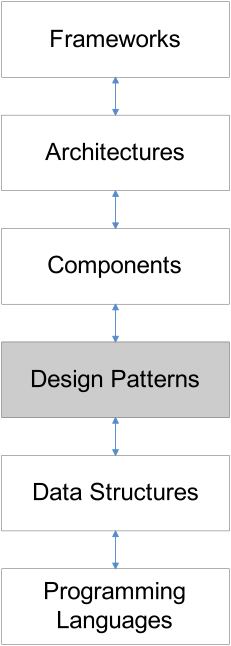 Frameworks
Architectures
Components
Design Patterns
Data Structures
Programming
Languages